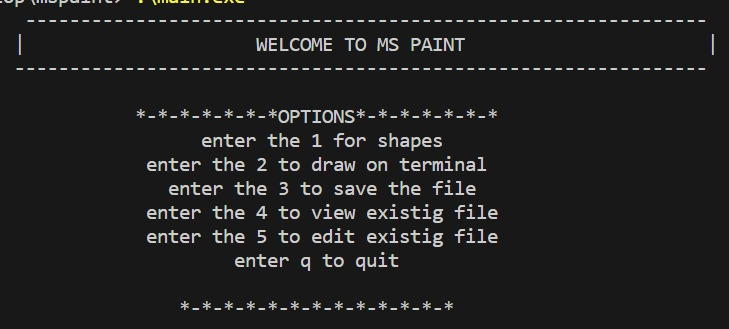 top\mspaint> .\main.exe
---------------------------------------------------------------
| WELCOME TO MS PAINT |
---------------------------------------------------------------
*-*-*-*-*-*-*OPTIONS*-*-*-*-*-*-*
enter the 1 for shapes
enter the 2 to draw on terminal
enter the 3 to save the file
enter the 4 to view existig file
enter the 5 to edit existig file
enter q to quit
*-*-*-*-*-*-*-*-*-*-*-*-*